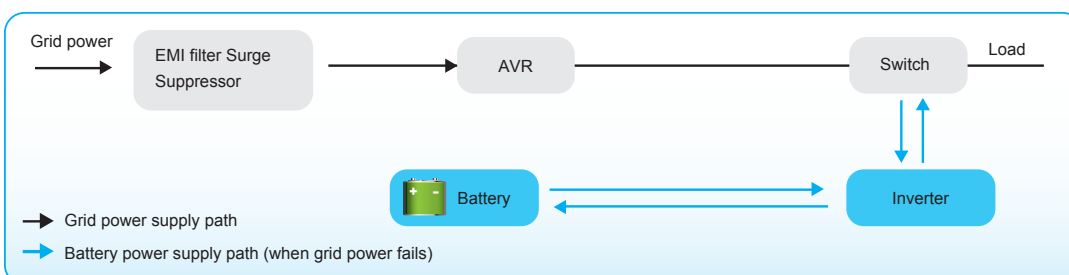 Grid power
EMI filter Surge
Suppressor
AVR
Switch
Load
+ -
Battery
Inverter
Grid power supply path
Battery power supply path (when grid power fails)